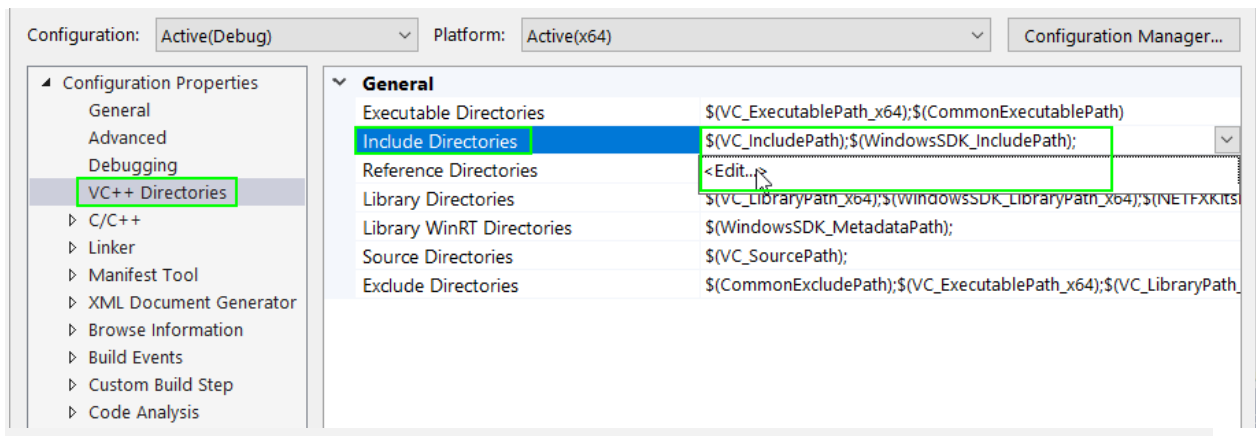 Configuration: Active(Debug) Platform: Active(x64) Configuration Manager...
Configuration Properties
General
Advanced
Debugging
VC++ Directories
C/C++
Linker
Manifest Tool
XML Document Generator
Browse Information
Build Events
Custom Build Step
Code Analysis
General
Executable Directories $(VC_ExecutablePath_x64);$(CommonExecutablePath)
Include Directories $(VC_IncludePath);$(WindowsSDK_IncludePath);
<Edit...>
Reference Directories
Library Directories $(VC_LibraryPath_x64);$(WindowsSDK_LibraryPath_x64);$(NETFXKitsI
Library WinRT Directories $(WindowsSDK_MetadataPath);
Source Directories $(VC_SourcePath);
Exclude Directories $(CommonExcludePath);$(VC_ExecutablePath_x64);$(VC_LibraryPath_